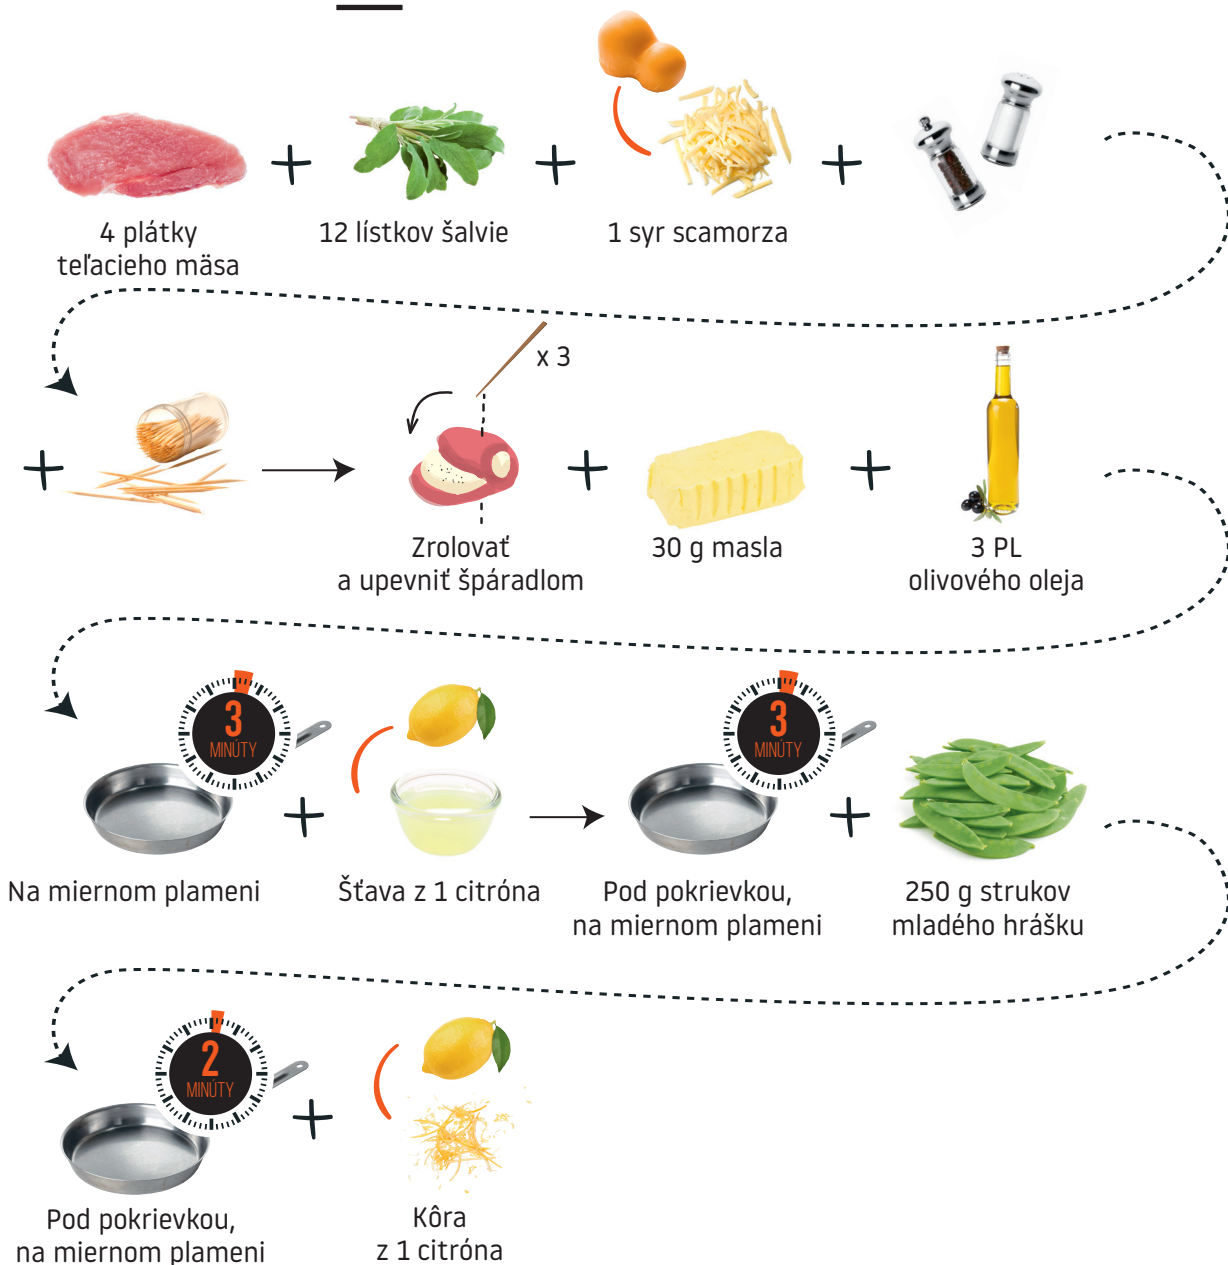 4 plátky
teľacieho mäsa
12 lístkov šalvie
1 syr scamorza
x 3
Zrolovať
a upevniť špáradlom
30 g masla
3 PL
olivového oleja
3
MINÚTY
Na miernom plameni
Šťava z 1 citróna
3
MINÚTY
Pod pokrievkou,
na miernom plameni
250 g strukov
mladého hrášku
2
MINÚTY
Pod pokrievkou,
na miernom plameni
Kôra
z 1 citróna